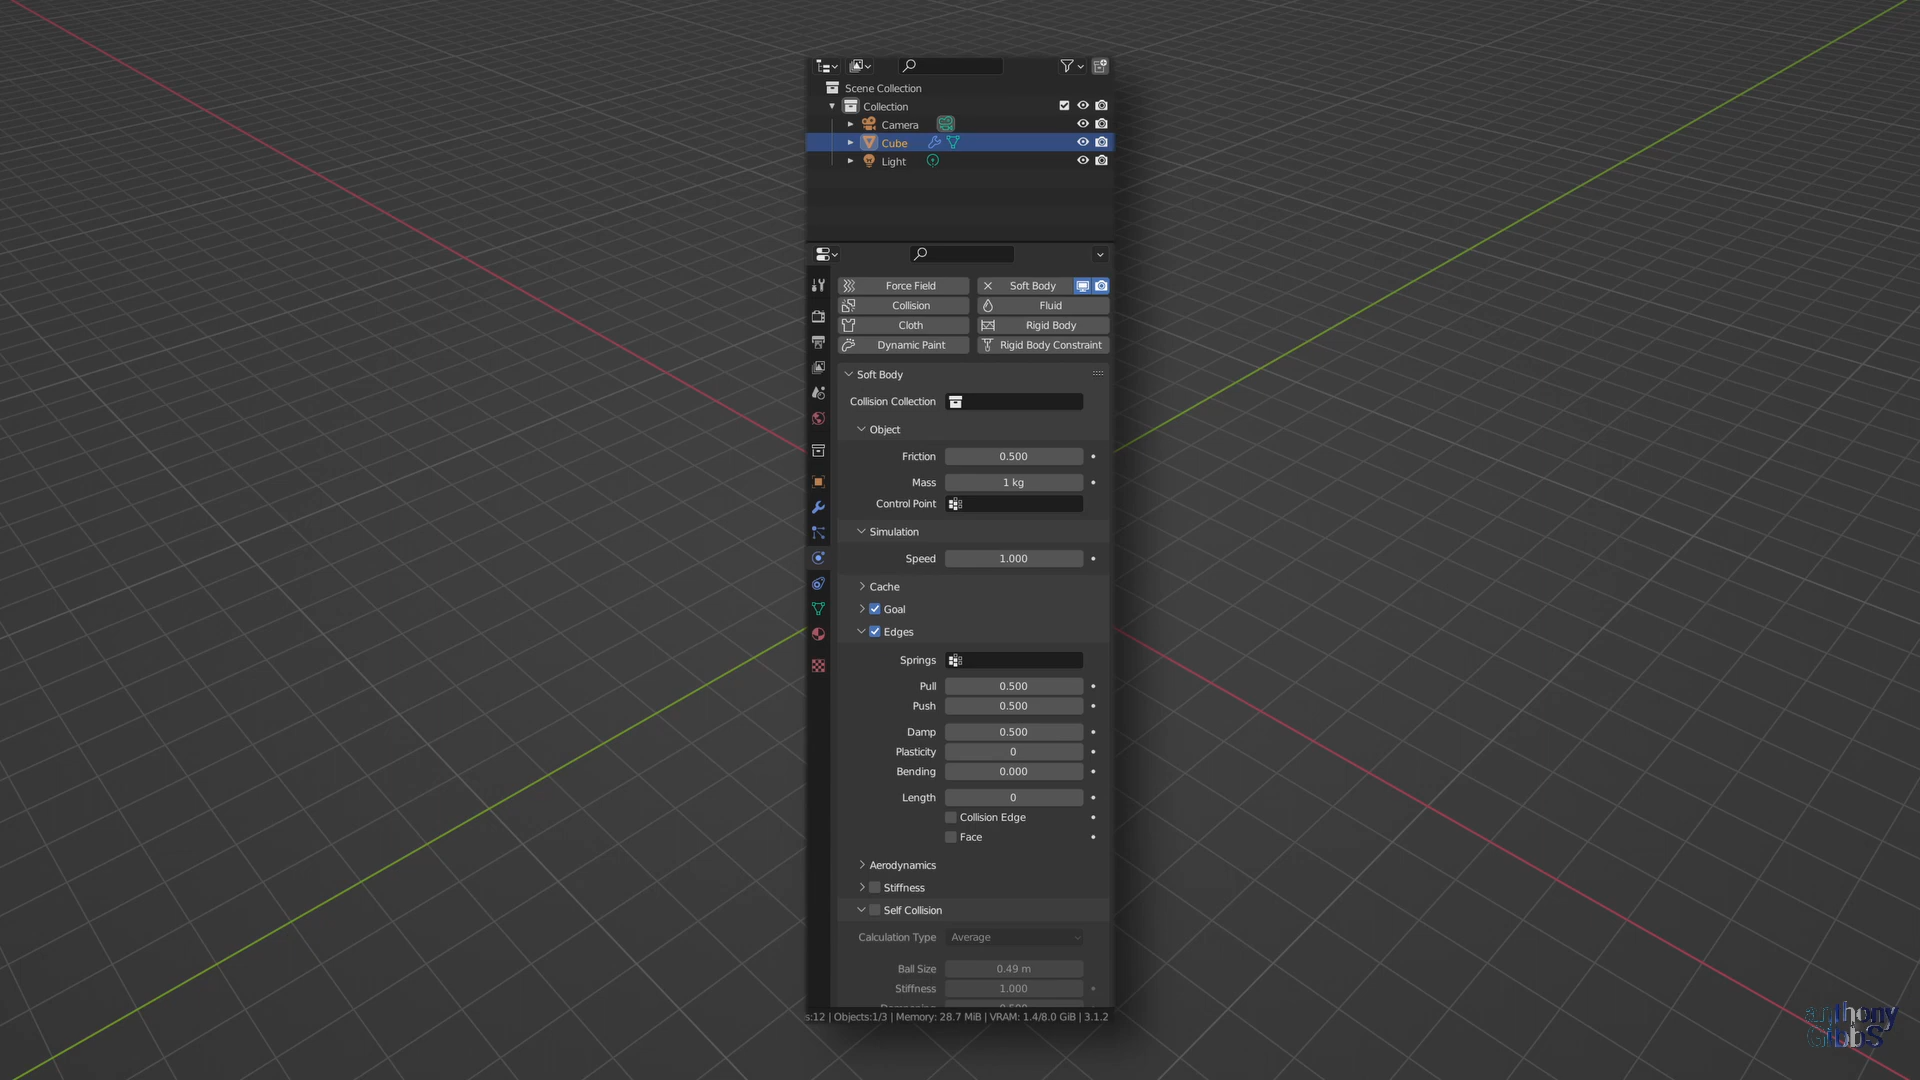 Scene Collection
Collection
Camera
Cube
Light
Force Field
Soft Body
Collision
Fluid
Cloth
Rigid Body
Dynamic Paint
Rigid Body Constraint
Soft Body
Collision Collection
Object
Friction 0.500
Mass 1 kg
Control Point
Simulation
Speed 1.000
Cache
Goal
Edges
Springs
Pull 0.500
Push 0.500
Damp 0.500
Plasticity 0
Bending 0.000
Length 0
Collision Edge
Face
Aerodynamics
Stiffness
Self Collision
Calculation Type Average
Ball Size 0.49 m
Stiffness 1.000
s:12 | Objects:1/3 | Memory: 28.7 MiB | VRAM: 1.4/8.0 GiB | 3.1.2
anthony
GibbS